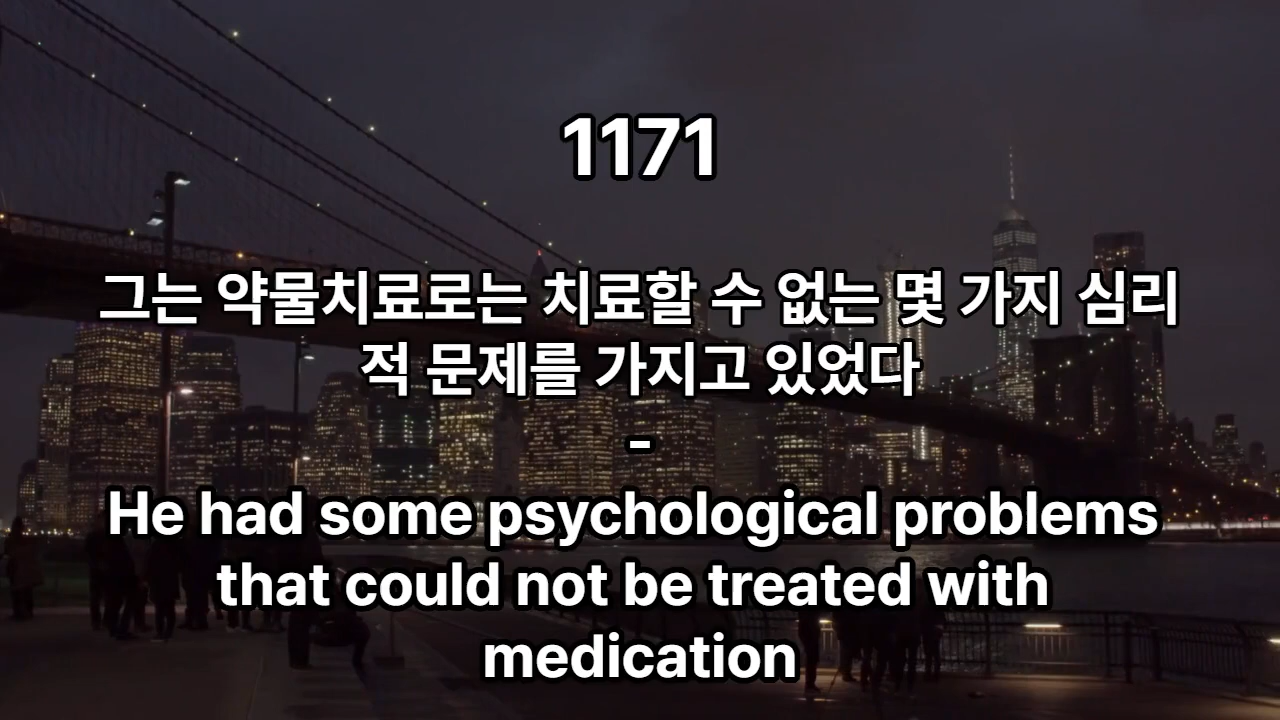 1171
그는 약물치료로는 치료할 수 없는 몇 가지 심리
적 문제를 가지고 있었다
-
He had some psychological problems
that could not be treated with
medication